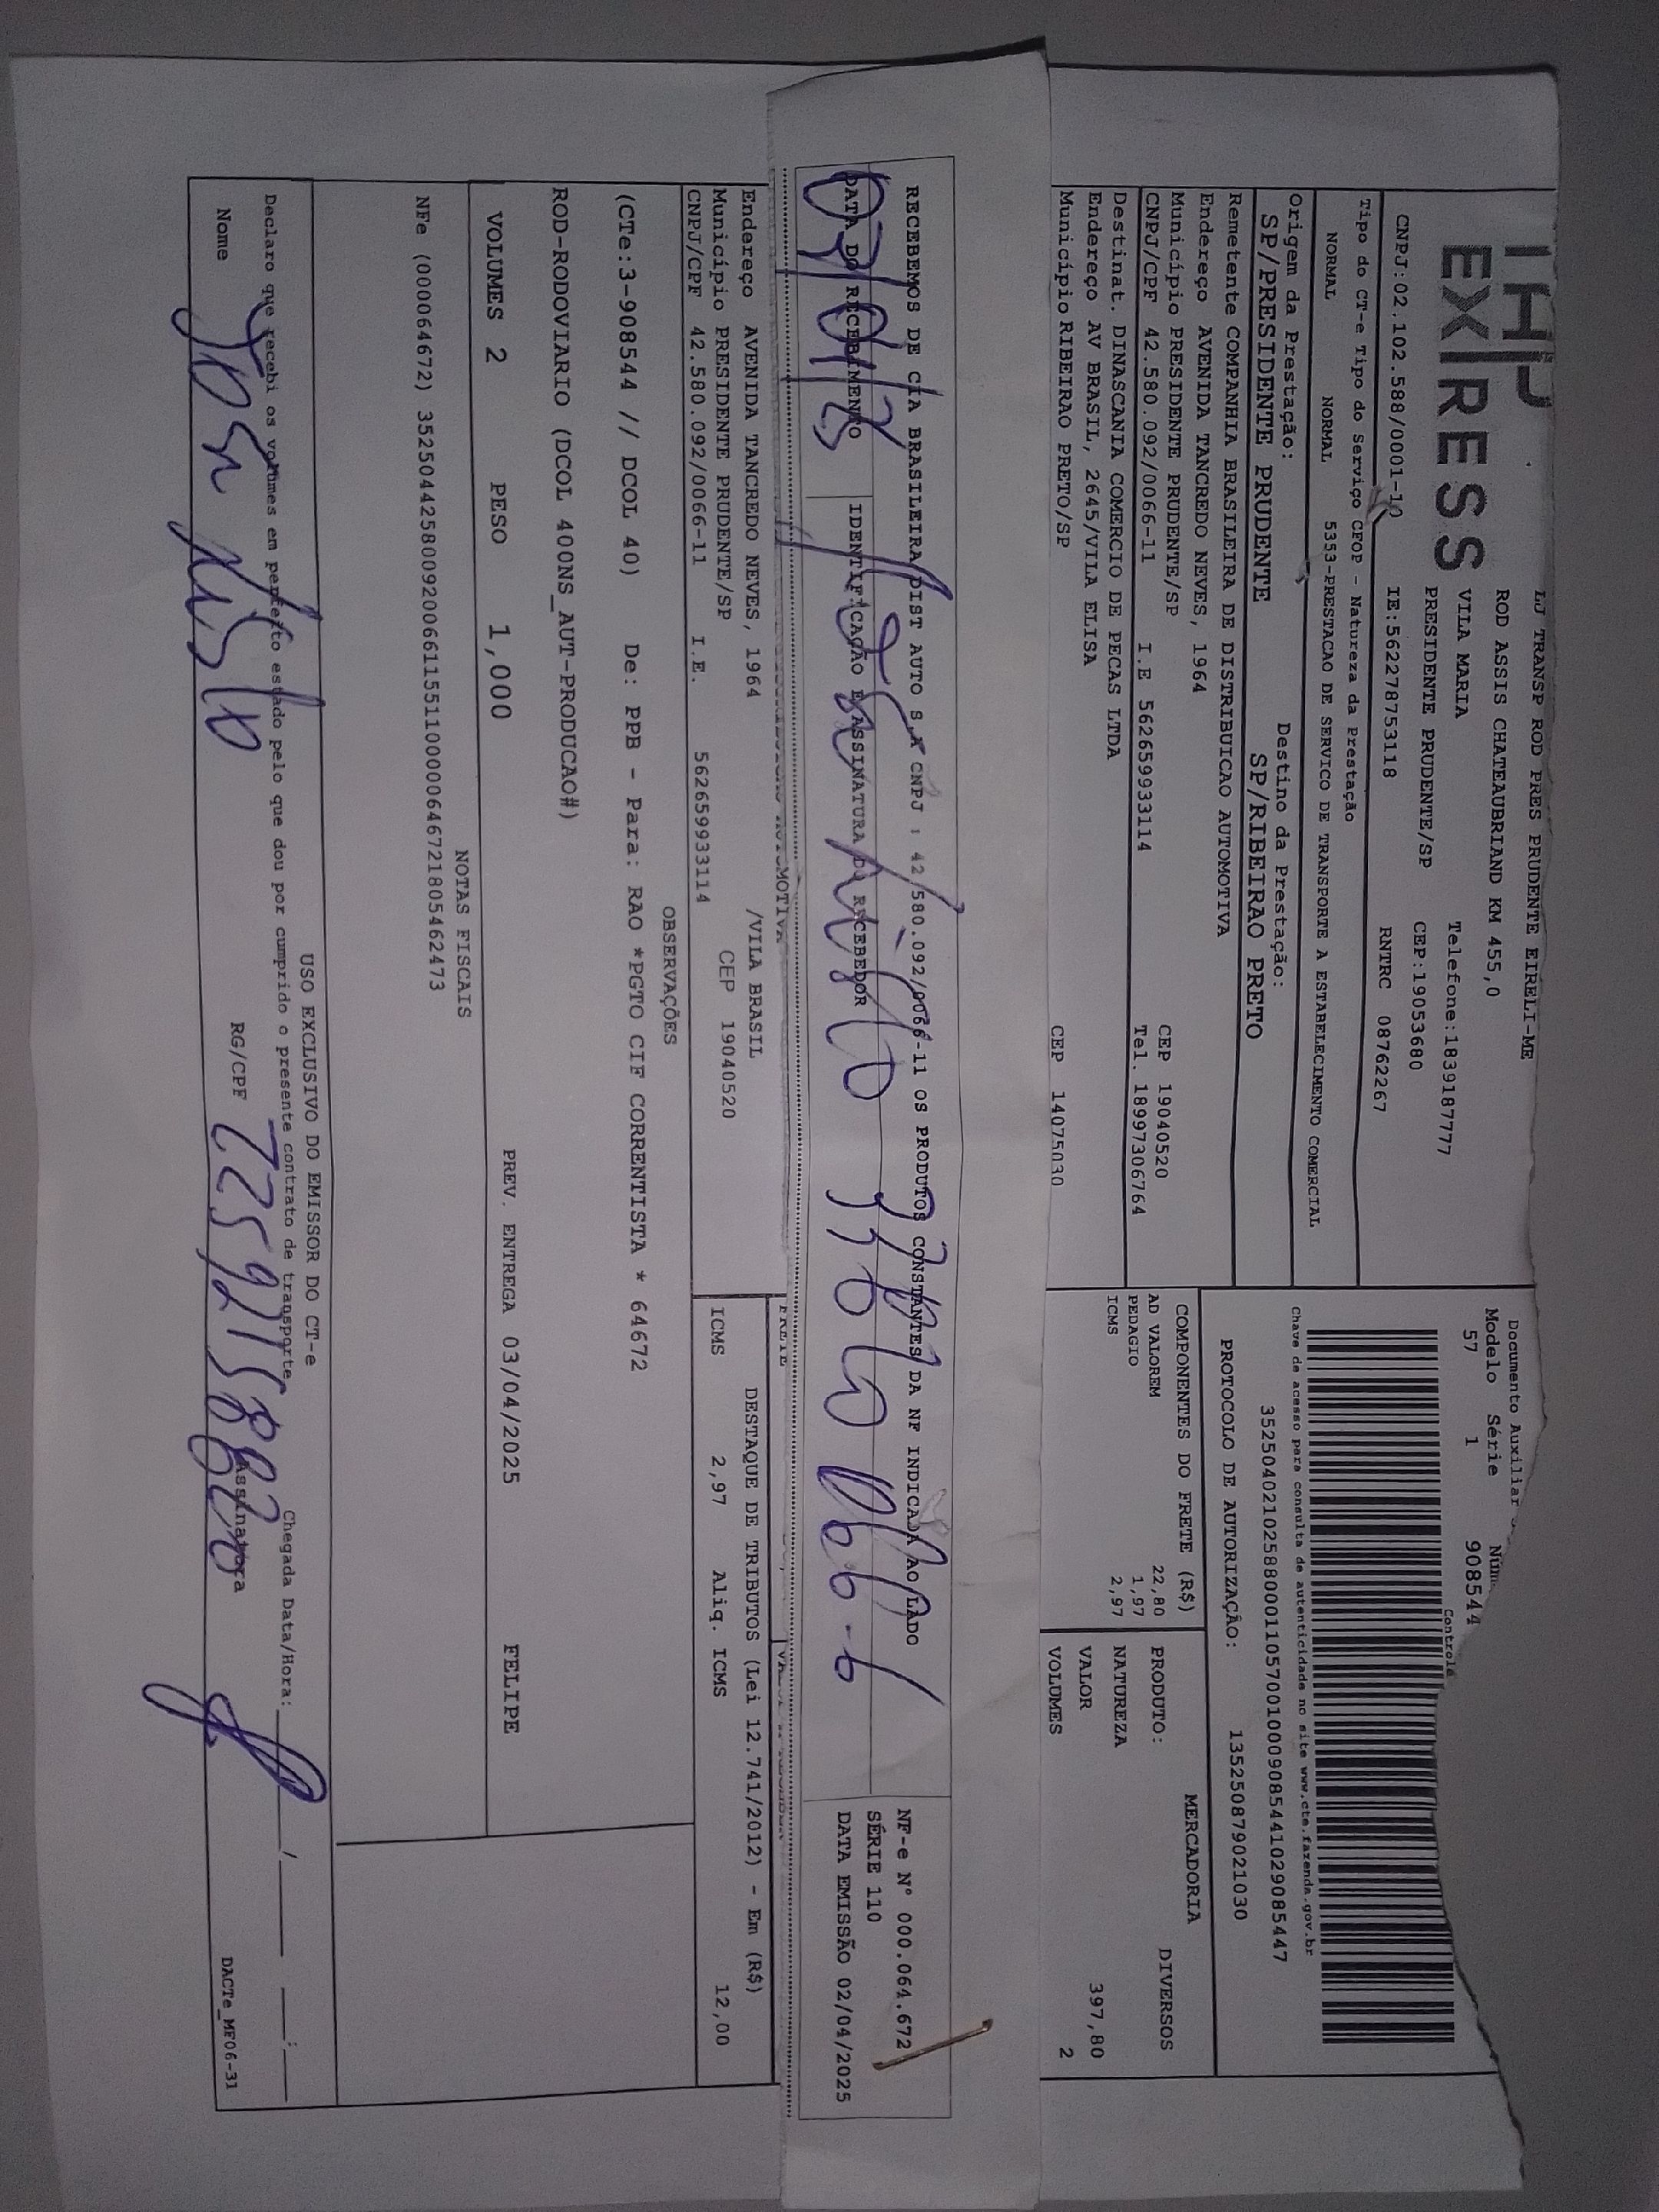 EX|RESS
LJ TRANSP ROD PRES PRUDENTE EIRELI-ME
ROD ASSIS CHATEAUBRIAND KM 455,0
VILA MARIA Telefone:1839187777
PRESIDENTE PRUDENTE/SP CEP:19053680
CNPJ:02.102.588/0001-10 IE:562278753118 RNTRC 08762267
Tipo do CT-e Tipo do Serviço CFOP - Natureza da Prestação
NORMAL NORMAL 5353-PRESTACAO DE SERVICO DE TRANSPORTE A ESTABELECIMENTO COMERCIAL
Origem da Prestação: Destino da Prestação:
SP/PRESIDENTE PRUDENTE SP/RIBEIRAO PRETO
Remetente COMPANHIA BRASILEIRA DE DISTRIBUICAO AUTOMOTIVA
Endereço AVENIDA TANCREDO NEVES, 1964
Município PRESIDENTE PRUDENTE/SP CEP 19040520
CNPJ/CPF 42.580.092/0066-11 I.E 562659933114 Tel. 18997306764
Destinat. DINASCANIA COMERCIO DE PECAS LTDA
Endereço AV BRASIL, 2645/VILA ELISA
Município RIBEIRAO PRETO/SP CEP 14075030
Documento Auxiliar
Modelo Série
57 1 908544
Controle
Chave de acesso para consulta de autenticidade no site www.cte.fazenda.gov.br
35250402102588000110570010009085441029085447
PROTOCOLO DE AUTORIZAÇÃO: 135250879021030
COMPONENTES DO FRETE (R$)
AD VALOREM 22,80
PEDAGIO 1,97
ICMS 2,97
MERCADORIA
PRODUTO: DIVERSOS
NATUREZA
VALOR 397,80
VOLUMES 2
RECEBEMOS DE CIA BRASILEIRA DIST AUTO S.A CNPJ : 42.580.092/0066-11 OS PRODUTOS CONSTANTES DA NF INDICADA AO LADO
DATA DO RECEBIMENTO IDENTIFICAÇÃO E ASSINATURA DO RECEBEDOR
NF-e N° 000.064.672
SÉRIE 110
DATA EMISSÃO 02/04/2025
Endereço AVENIDA TANCREDO NEVES, 1964 /VILA BRASIL
Município PRESIDENTE PRUDENTE/SP CEP 19040520
CNPJ/CPF 42.580.092/0066-11 I.E. 562659933114
DESTAQUE DE TRIBUTOS (Lei 12.741/2012) - Em (R$)
ICMS 2,97 Aliq. ICMS 12,00
OBSERVAÇÕES
(CTe:3-908544 // DCOL 40) De: PPB - Para: RAO *PGTO CIF CORRENTISTA * 64672
ROD-RODOVIARIO (DCOL 400NS_AUT-PRODUCAO#)
VOLUMES 2 PESO 1,000 PREV. ENTREGA 03/04/2025 FELIPE
NOTAS FISCAIS
NFe (000064672) 35250442580092006611551100000646721805462473
USO EXCLUSIVO DO EMISSOR DO CT-e
Declaro que recebi os volumes em perfeito estado pelo que dou por cumprido o presente contrato de transporte Chegada Data/Hora: / :
Nome RG/CPF Assinatura
DACTe_MF06-31